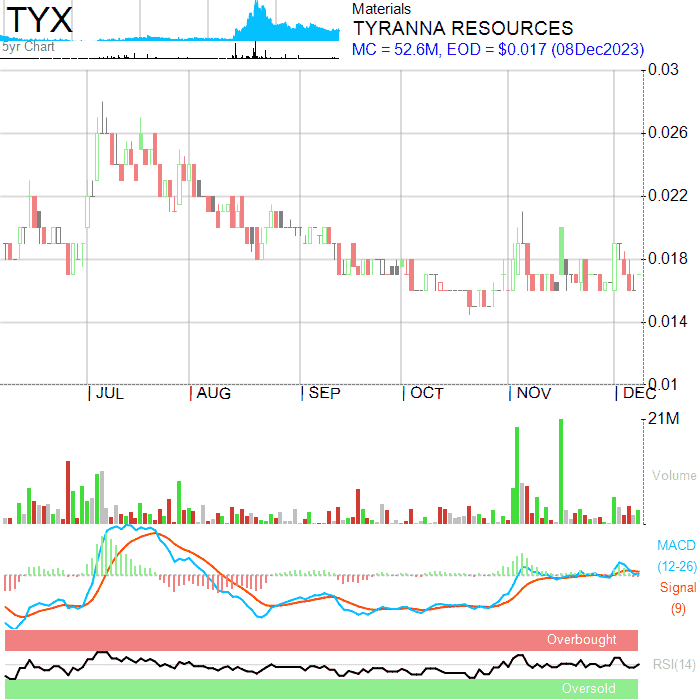 TYX
5yr Chart
Materials
TYRANNA RESOURCES
MC = 52.6M, EOD = $0.017 (08Dec2023)
0.03
0.026
0.022
0.018
0.014
0.01
JUL AUG SEP OCT NOV DEC
21M
Volume
MACD
(12-26)
Signal
(9)
Overbought
RSI(14)
Oversold